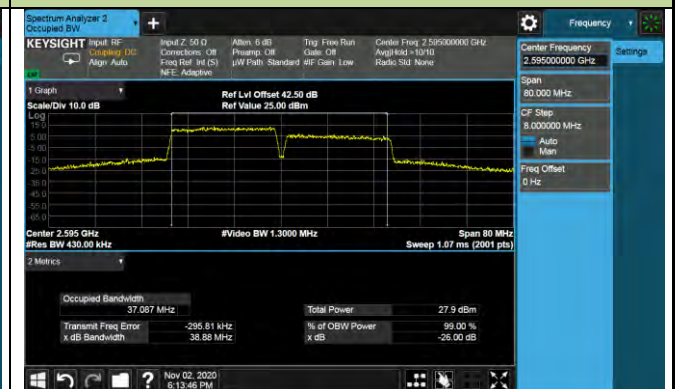 Spectrum Analyzer 2
Occupied BW
+
Frequency
KEYSIGHT
Input: RF
Coupling: DC
Align: Auto
Input Z: 50 Ω
Corrections: Off
Freq Ref: Int (S)
NFE: Adaptive
Atten: 6 dB
Preamp: Off
µW Path: Standard
Trig: Free Run
Gate: Off
#IF Gain: Low
Center Freq: 2.595000000 GHz
Avg|Hold:>10/10
Radio Std: None
Center Frequency
2.595000000 GHz
Settings
Span
80.000 MHz
CF Step
8.000000 MHz
Auto
Man
Freq Offset
0 Hz
1 Graph
Scale/Div 10.0 dB
Ref Lvl Offset 42.50 dB
Ref Value 25.00 dBm
Log
15.0
5.00
-5.00
-15.0
-25.0
-35.0
-45.0
-55.0
-65.0
Center 2.595 GHz
#Res BW 430.00 kHz
#Video BW 1.3000 MHz
Span 80 MHz
Sweep 1.07 ms (2001 pts)
2 Metrics
Occupied Bandwidth
37.087 MHz
Total Power 27.9 dBm
Transmit Freq Error -295.81 kHz
% of OBW Power 99.00 %
x dB Bandwidth 38.88 MHz
x dB -26.00 dB
?
Nov 02, 2020
6:13:46 PM